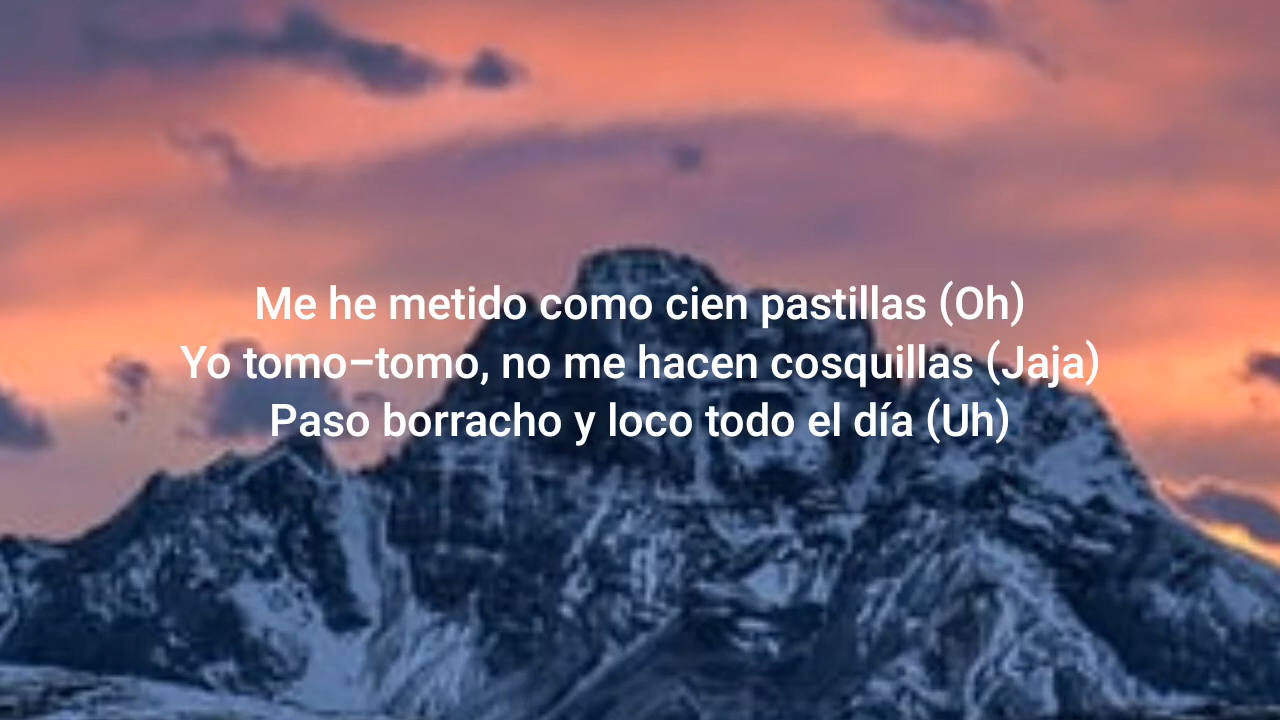 Me he metido como cien pastillas (Oh)
Yo tomo–tomo, no me hacen cosquillas (Jaja)
Paso borracho y loco todo el día (Uh)